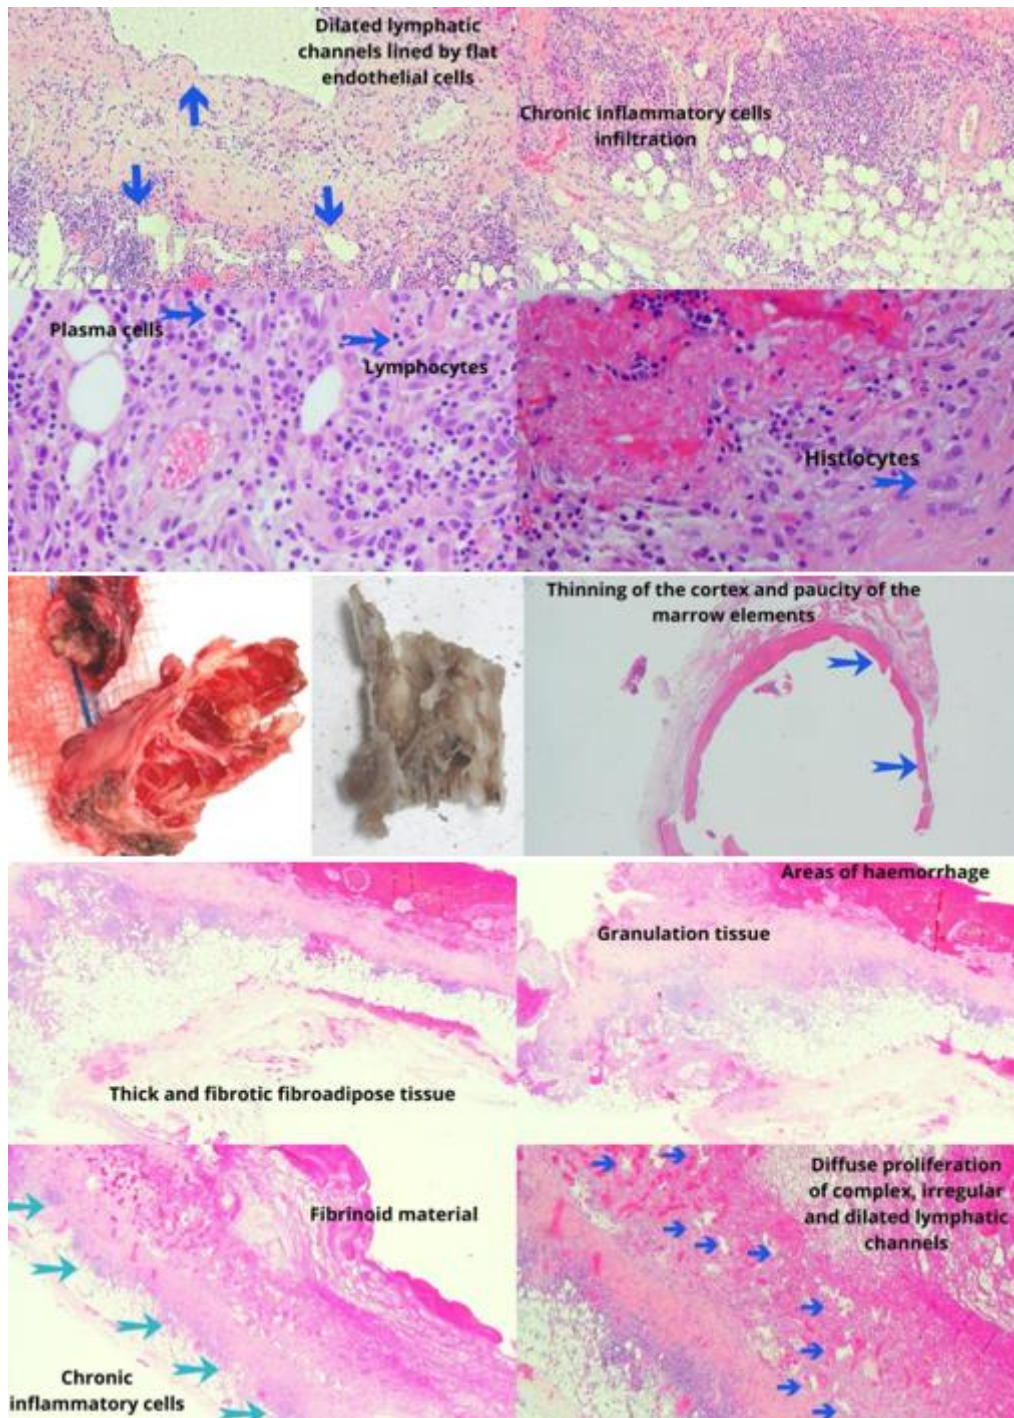 Dilated lymphatic
channels lined by flat
endothelial cells
Chronic inflammatory cells
infiltration
Plasma cells
Lymphocytes
Histiocytes
Thinning of the cortex and paucity of the
marrow elements
Areas of haemorrhage
Granulation tissue
Thick and fibrotic fibroadipose tissue
Fibrinoid material
Chronic
inflammatory cells
Diffuse proliferation
of complex, irregular
and dilated lymphatic
channels